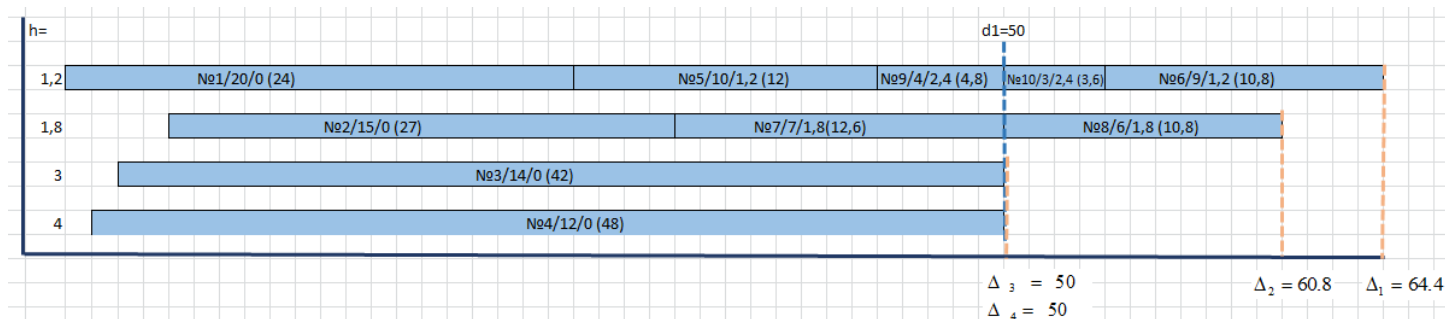 h=
d1=50
1,2 №1/20/0 (24) №5/10/1,2 (12) №9/4/2,4 (4,8) №10/3/2,4 (3,6) №6/9/1,2 (10,8)
1,8 №2/15/0 (27) №7/7/1,8(12,6) №8/6/1,8 (10,8)
3 №3/14/0 (42)
4 №4/12/0 (48)
Δ₃ = 50 Δ₂ = 60.8 Δ₁ = 64.4
Δ₄ = 50